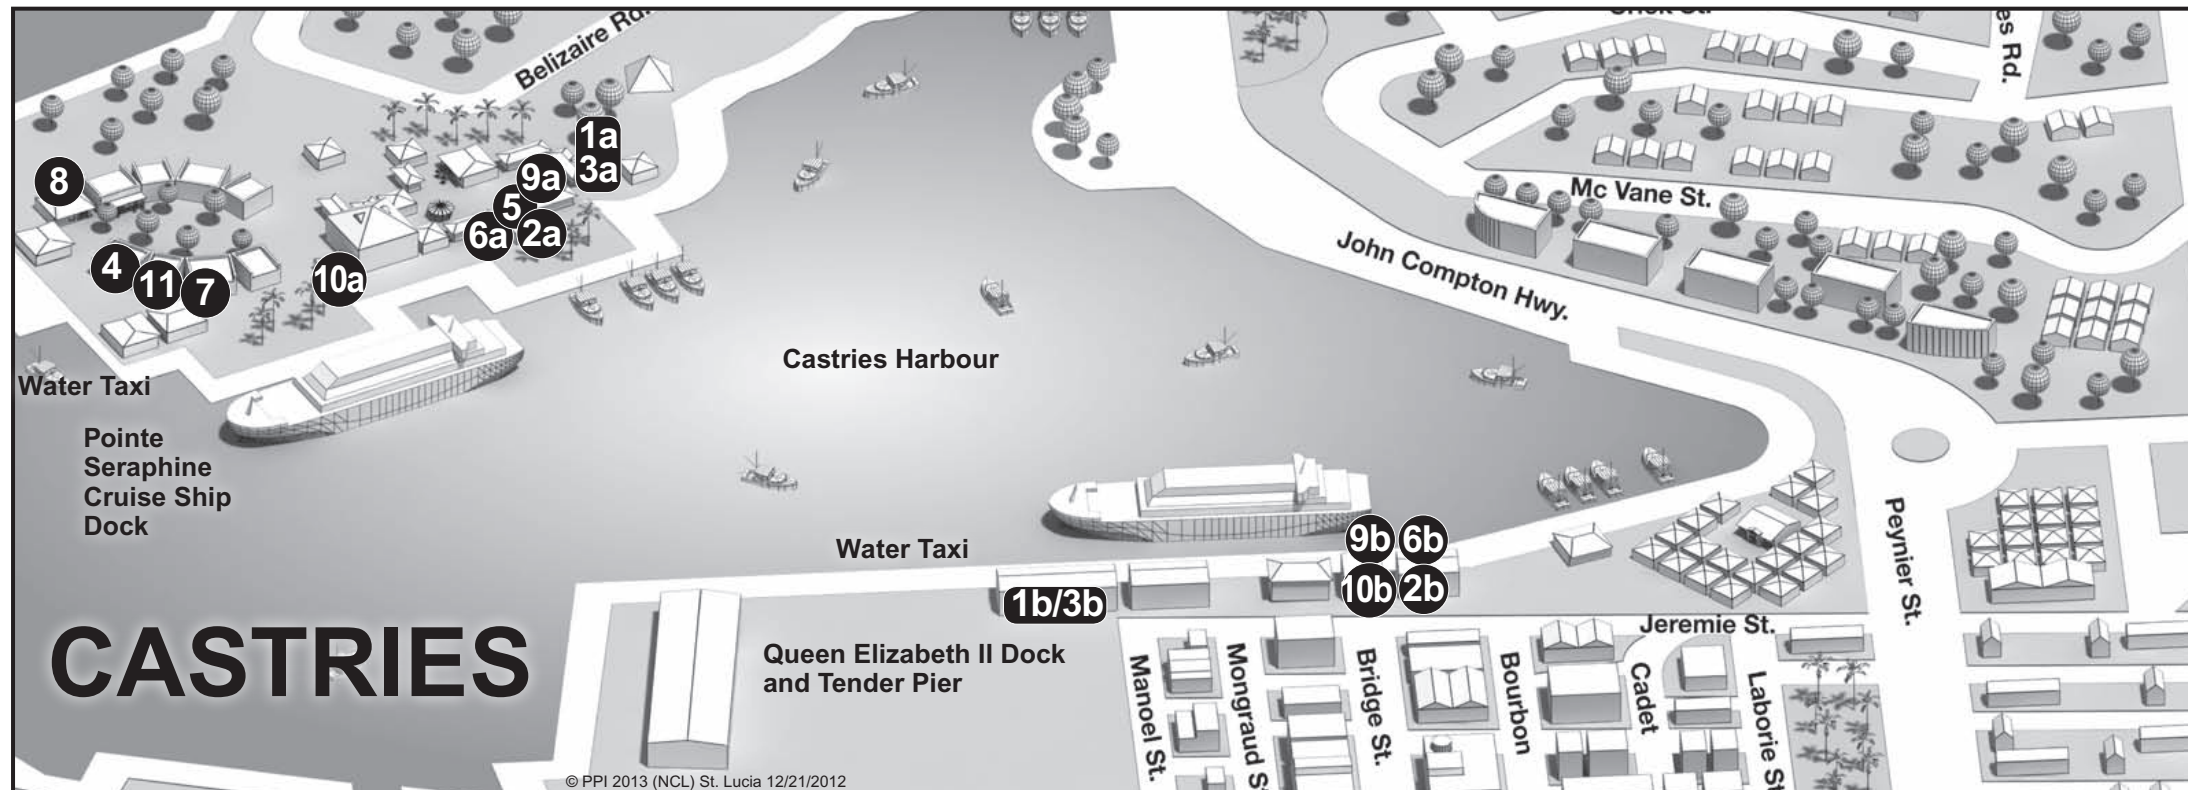 Belizaire Rd.
es Rd.
1a
3a
8
9a
5
6a
2a
Mc Vane St.
4
11
7
10a
John Compton Hwy.
Castries Harbour
Water Taxi
Pointe
Seraphine
Cruise Ship
Dock
Water Taxi
9b
6b
10b
2b
1b/3b
Peynier St.
Jeremie St.
CASTRIES
Queen Elizabeth II Dock
and Tender Pier
Manoel St.
Mongraud S
Bridge St.
Bourbon
Cadet
Laborie St
© PPI 2013 (NCL) St. Lucia 12/21/2012